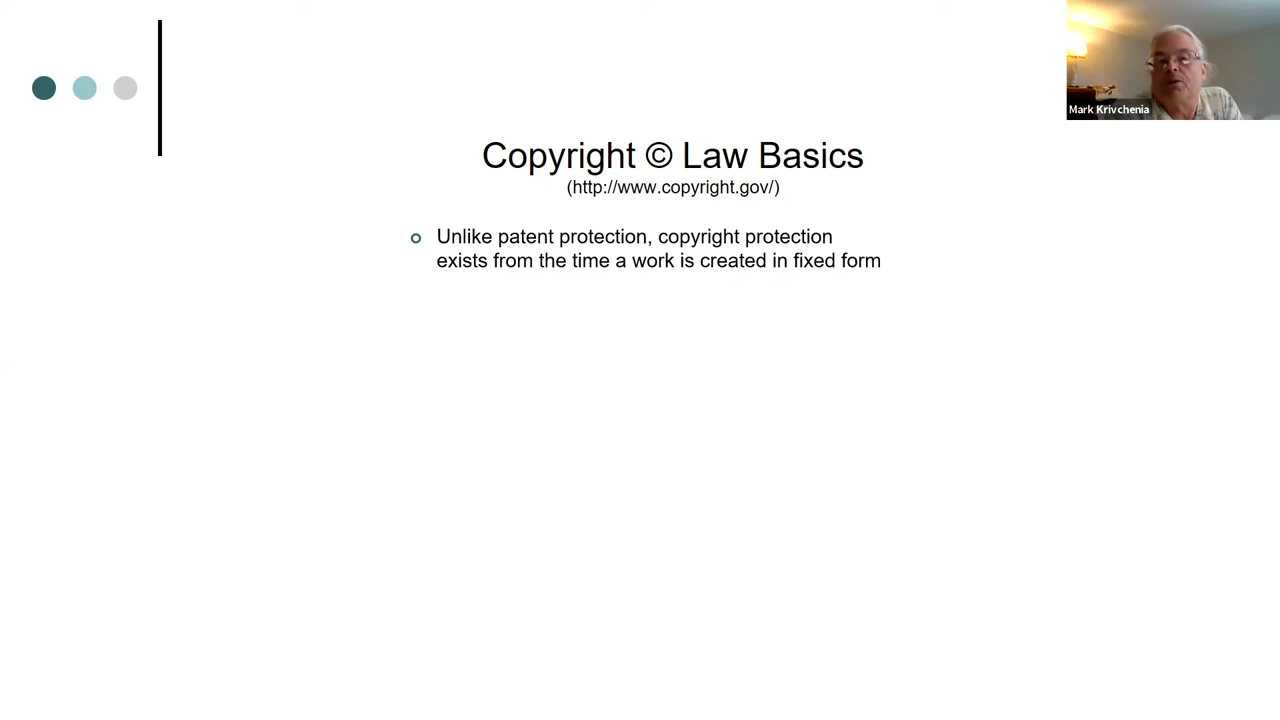 Mark Krivchenia
Copyright © Law Basics
(http://www.copyright.gov/)
Unlike patent protection, copyright protection
exists from the time a work is created in fixed form